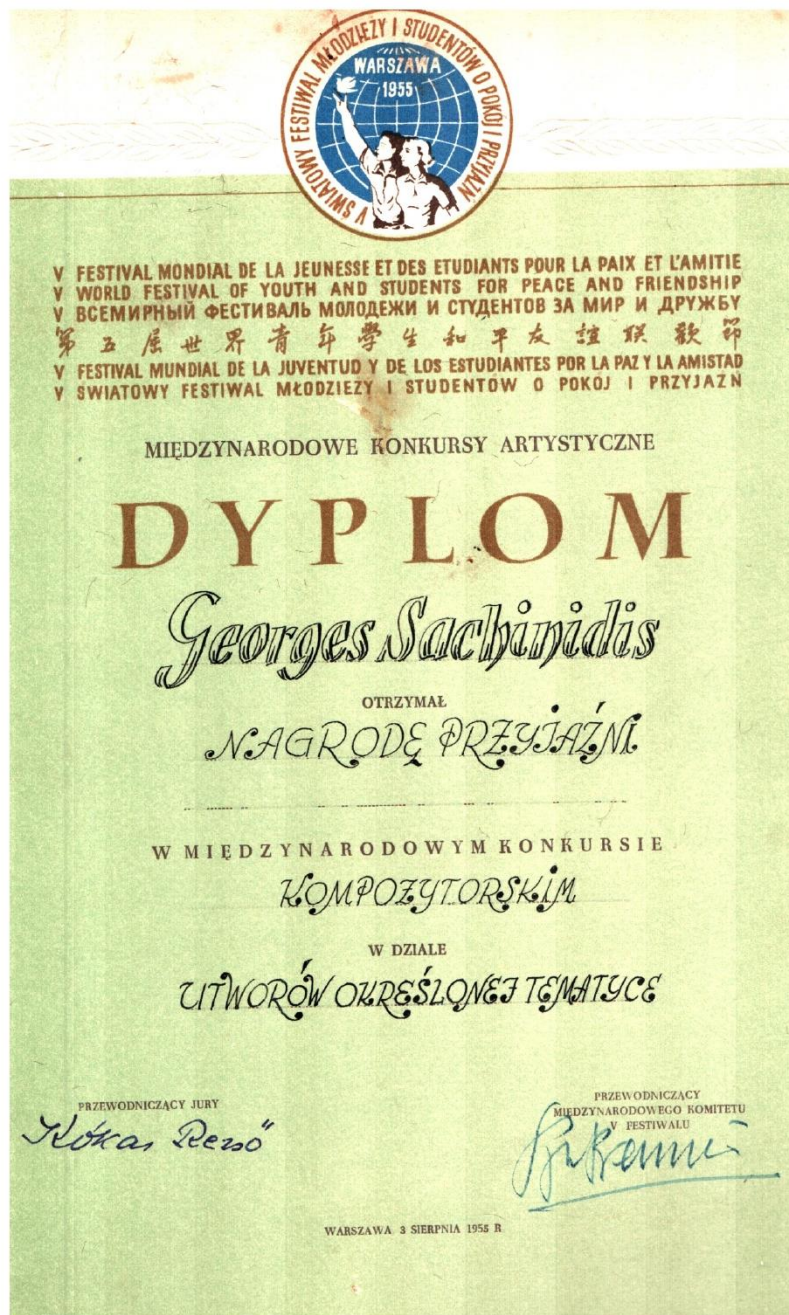 V ŚWIATOWY FESTIWAL MŁODZIEŻY I STUDENTÓW O POKÓJ I PRZYJAŹŃ
WARSZAWA
1955
V FESTIVAL MONDIAL DE LA JEUNESSE ET DES ETUDIANTS POUR LA PAIX ET L'AMITIE
V WORLD FESTIVAL OF YOUTH AND STUDENTS FOR PEACE AND FRIENDSHIP
V ВСЕМИРНЫЙ ФЕСТИВАЛЬ МОЛОДЕЖИ И СТУДЕНТОВ ЗА МИР И ДРУЖБУ
第五届世界青年學生和平友誼联歡節
V FESTIVAL MUNDIAL DE LA JUVENTUD Y DE LOS ESTUDIANTES POR LA PAZ Y LA AMISTAD
V ŚWIATOWY FESTIWAL MŁODZIEŻY I STUDENTÓW O POKÓJ I PRZYJAŹŃ
MIĘDZYNARODOWE KONKURSY ARTYSTYCZNE
DYPLOM
Georges Sachinidis
OTRZYMAŁ
NAGRODĘ PRZYJAŹNI
W MIĘDZYNARODOWYM KONKURSIE
KOMPOZYTORSKIM
W DZIALE
UTWORÓW OKREŚLONEJ TEMATYCE
PRZEWODNICZĄCY JURY
Kókai Rezső
PRZEWODNICZĄCY
MIĘDZYNARODOWEGO KOMITETU
V FESTIWALU
WARSZAWA 3 SIERPNIA 1955 R